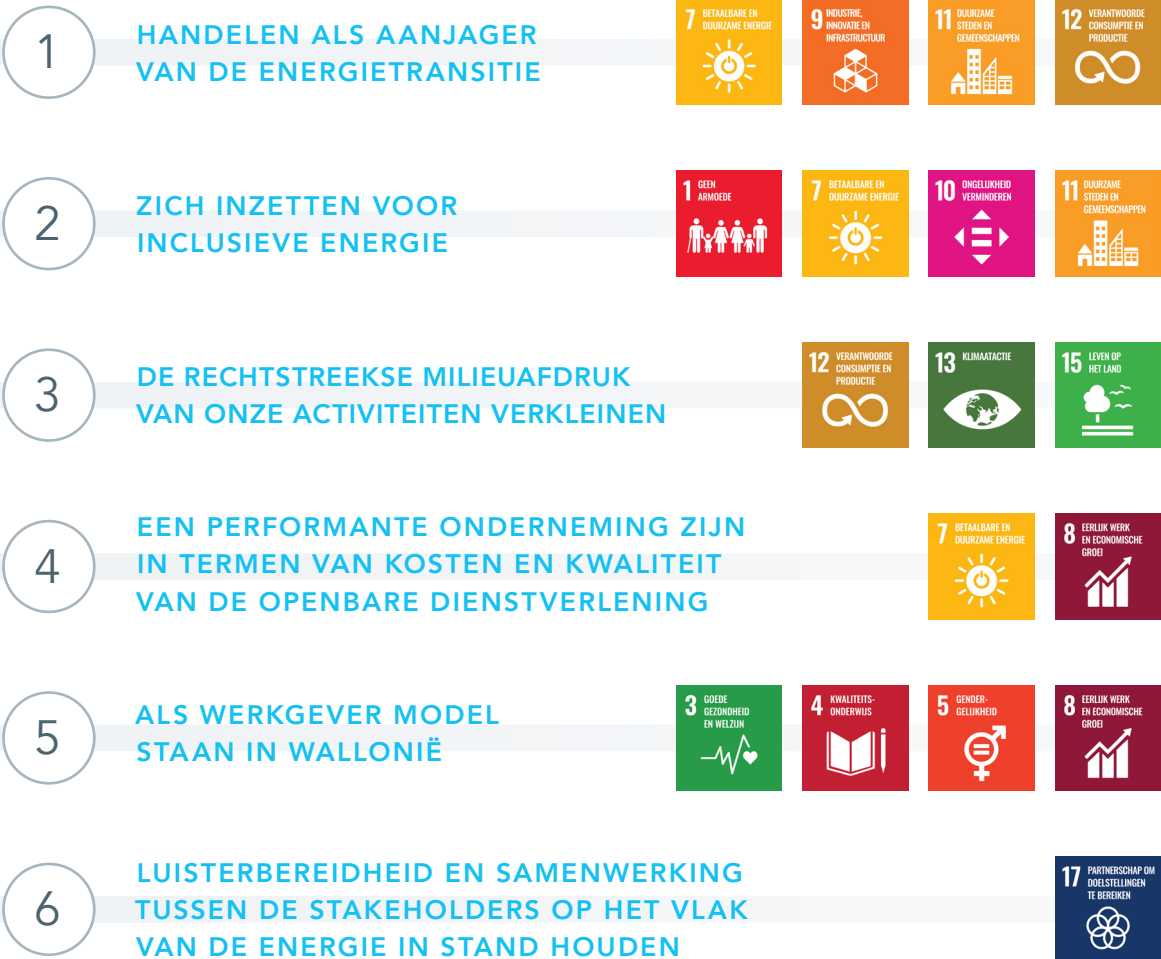 1
HANDELEN ALS AANJAGER
VAN DE ENERGIETRANSITIE
7 BETAALBARE EN
DUURZAME ENERGIE
9 INDUSTRIE,
INNOVATIE EN
INFRASTRUCTUUR
11 DUURZAME
STEDEN EN
GEMEENSCHAPPEN
12 VERANTWOORDE
CONSUMPTIE EN
PRODUCTIE
2
ZICH INZETTEN VOOR
INCLUSIEVE ENERGIE
1 GEEN
ARMOEDE
7 BETAALBARE EN
DUURZAME ENERGIE
10 ONGELIJKHEID
VERMINDEREN
11 DUURZAME
STEDEN EN
GEMEENSCHAPPEN
3
DE RECHTSTREEKSE MILIEUAFDRUK
VAN ONZE ACTIVITEITEN VERKLEINEN
12 VERANTWOORDE
CONSUMPTIE EN
PRODUCTIE
13 KLIMAATACTIE
15 LEVEN OP
HET LAND
4
EEN PERFORMANTE ONDERNEMING ZIJN
IN TERMEN VAN KOSTEN EN KWALITEIT
VAN DE OPENBARE DIENSTVERLENING
7 BETAALBARE EN
DUURZAME ENERGIE
8 EERLIJK WERK
EN ECONOMISCHE
GROEI
5
ALS WERKGEVER MODEL
STAAN IN WALLONIË
3 GOEDE
GEZONDHEID
EN WELZIJN
4 KWALITEITS-
ONDERWIJS
5 GENDER-
GELIJKHEID
8 EERLIJK WERK
EN ECONOMISCHE
GROEI
6
LUISTERBEREIDHEID EN SAMENWERKING
TUSSEN DE STAKEHOLDERS OP HET VLAK
VAN DE ENERGIE IN STAND HOUDEN
17 PARTNERSCHAP OM
DOELSTELLINGEN
TE BEREIKEN